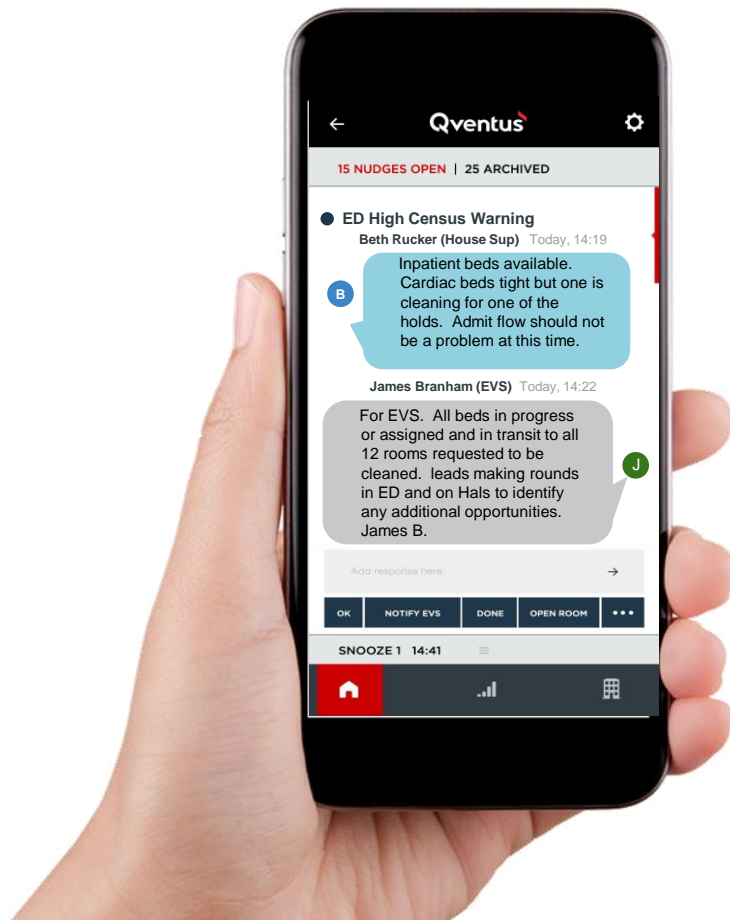 Qventus
15 NUDGES OPEN | 25 ARCHIVED
ED High Census Warning
Beth Rucker (House Sup) Today, 14:19
B
Inpatient beds available.
Cardiac beds tight but one is
cleaning for one of the
holds. Admit flow should not
be a problem at this time.
James Branham (EVS) Today, 14:22
For EVS. All beds in progress
or assigned and in transit to all
12 rooms requested to be
cleaned. leads making rounds
in ED and on Hals to identify
any additional opportunities.
James B.
J
Add response here.
OK NOTIFY EVS DONE OPEN ROOM
SNOOZE 1 14:41